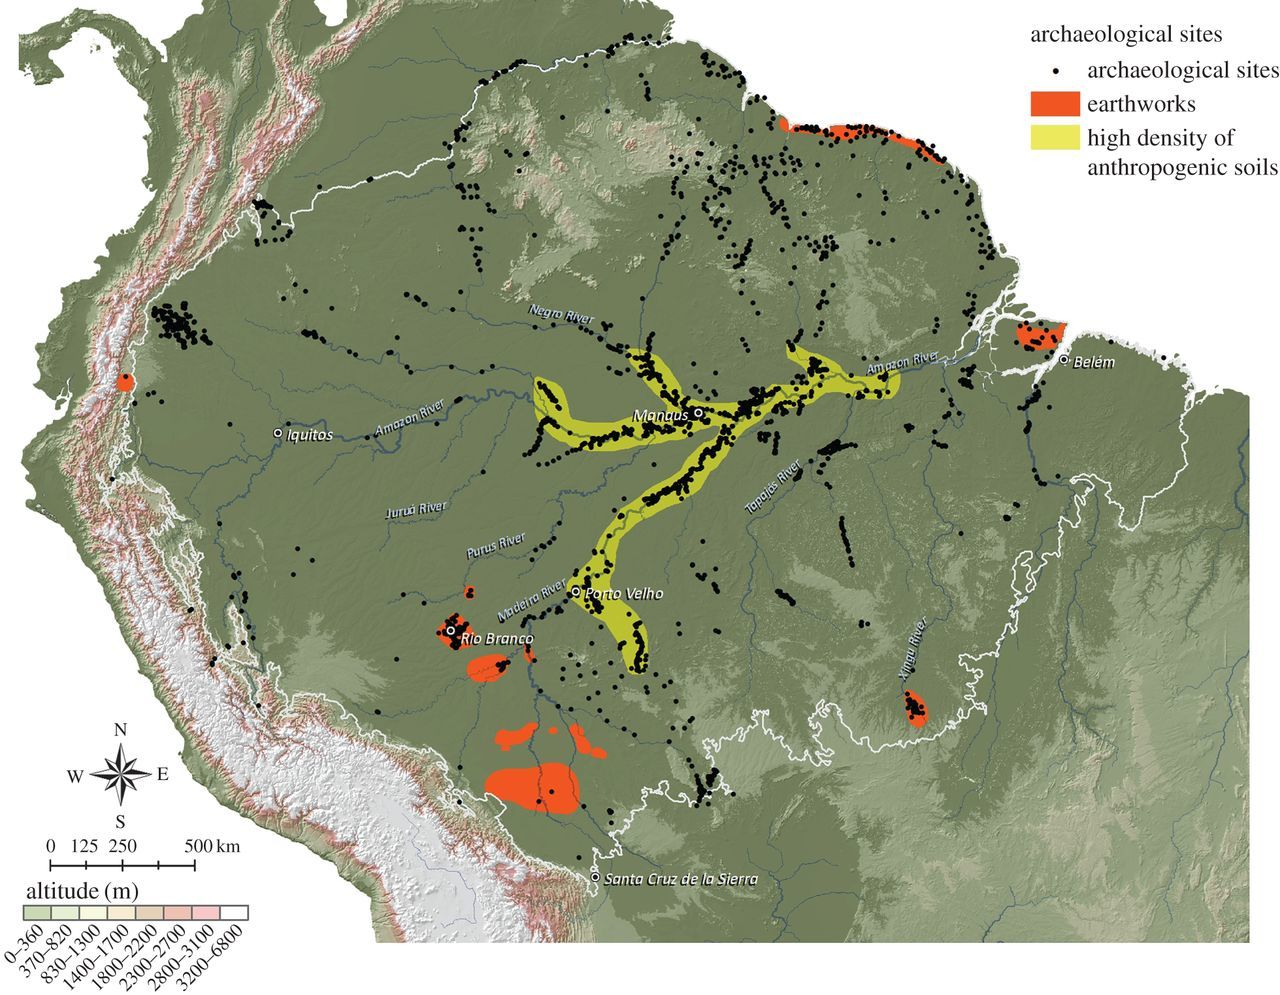 archaeological sites
archaeological sites
earthworks
high density of
anthropogenic soils
Negro River
Amazon River
Belém
Manaus
Amazon River
Iquitos
Tapajós River
Juruá River
Purus River
Madeira River
Porto Velho
Rio Branco
Xingu River
N
W E
S
0 125 250 500 km
altitude (m)
0–360
370–820
830–1300
1400–1700
1800–2200
2300–2700
2800–3100
3200–6800
Santa Cruz de la Sierra